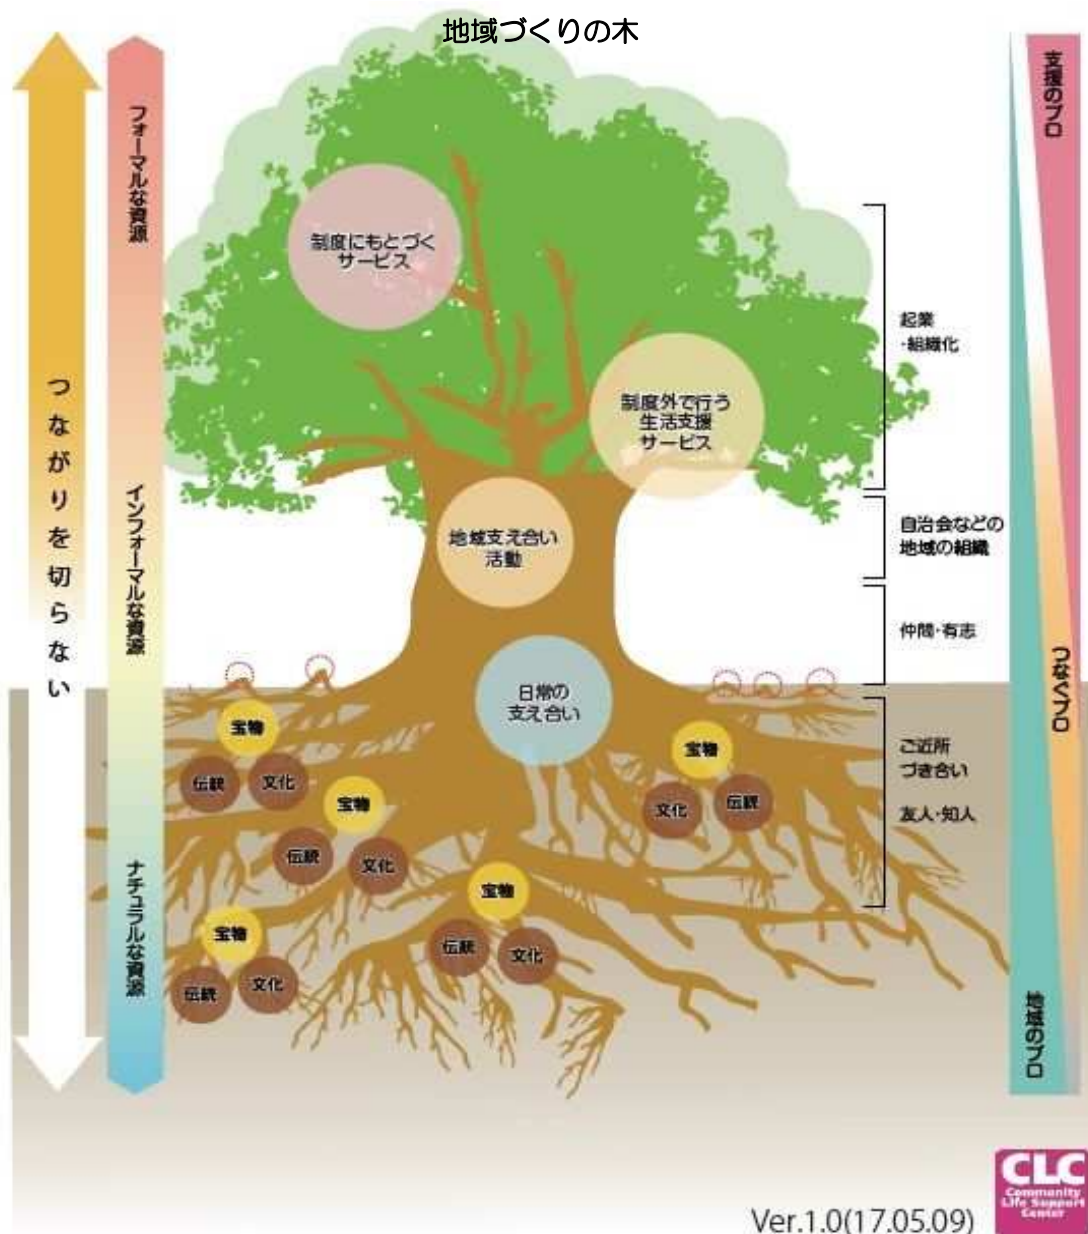 地域づくりの木
つながりを切らない
フォーマルな資源
インフォーマルな資源
ナチュラルな資源
制度にもとづく
サービス
制度外で行う
生活支援
サービス
地域支え合い
活動
日常の
支え合い
宝物
伝統
文化
宝物
伝統
文化
宝物
文化
伝統
宝物
伝統
文化
宝物
伝統
文化
起業
・組織化
自治会などの
地域の組織
仲間・有志
ご近所
づき合い
友人・知人
支援のプロ
つなぐプロ
地域のプロ
CLC
Community
Life Support
Center
Ver.1.0(17.05.09)